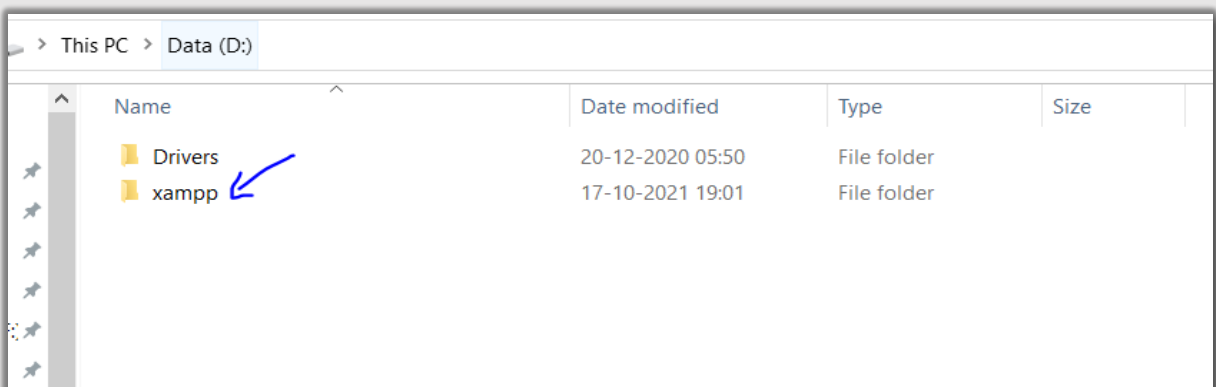 > This PC > Data (D:)
Name Date modified Type Size
Drivers 20-12-2020 05:50 File folder
xampp 17-10-2021 19:01 File folder